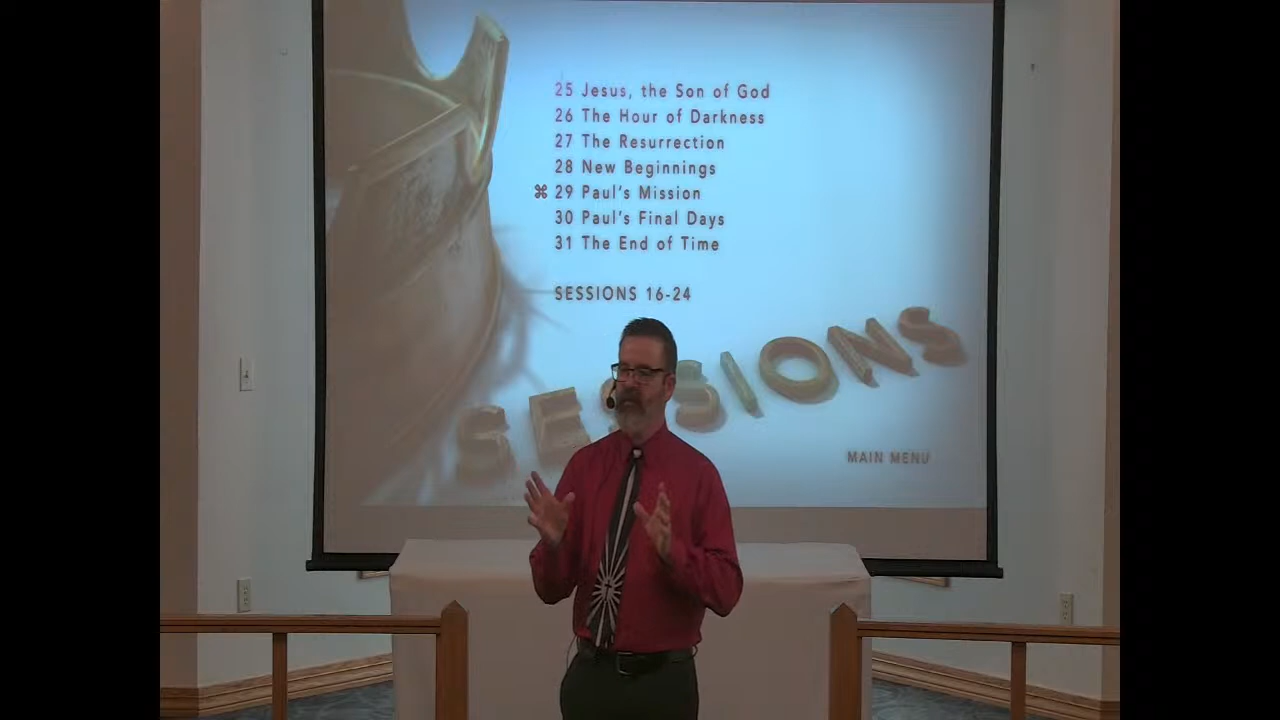 25 Jesus, the Son of God
26 The Hour of Darkness
27 The Resurrection
28 New Beginnings
⌘ 29 Paul's Mission
30 Paul's Final Days
31 The End of Time
SESSIONS 16-24
SESSIONS
MAIN MENU